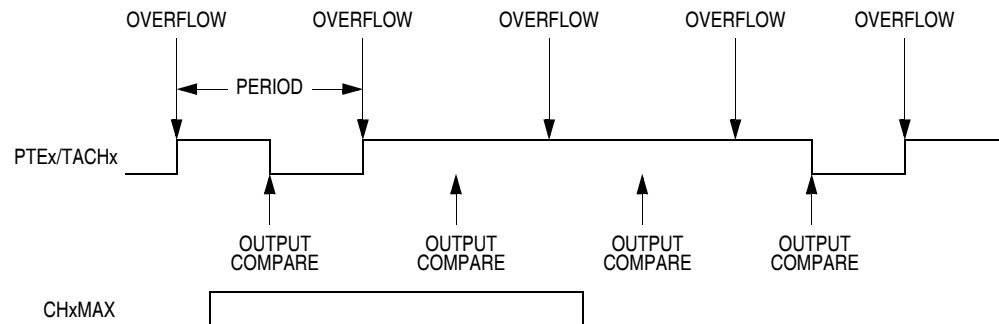 OVERFLOW OVERFLOW OVERFLOW OVERFLOW OVERFLOW
PERIOD
PTEx/TACHx
OUTPUT COMPARE
OUTPUT COMPARE
OUTPUT COMPARE
OUTPUT COMPARE
CHxMAX